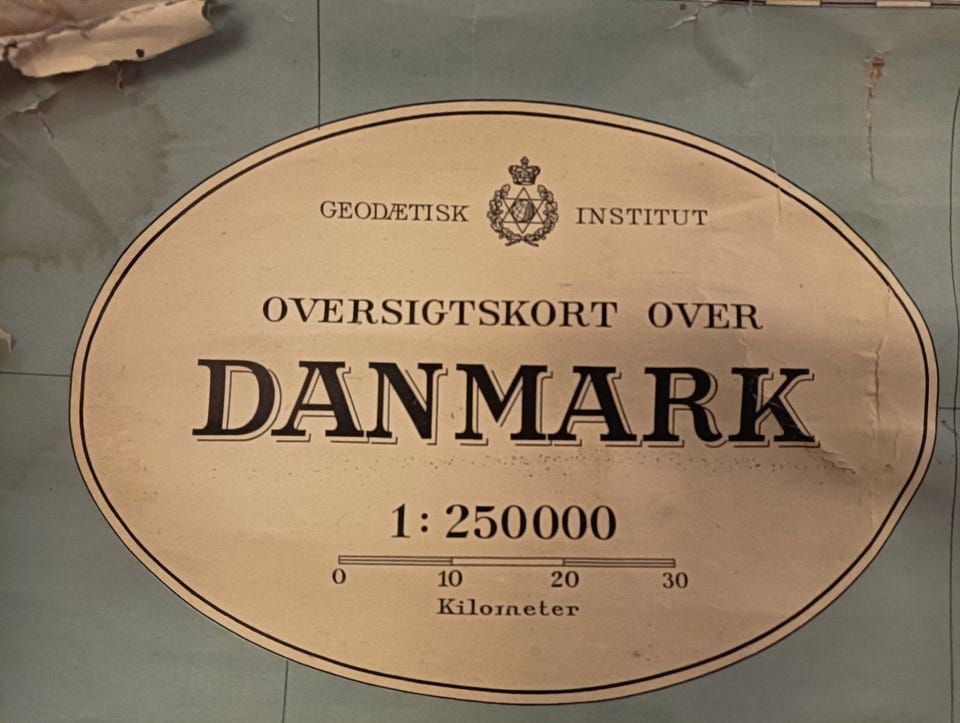 GEODÆTISK INSTITUT
OVERSIGTSKORT OVER
DANMARK
1: 250000
0 10 20 30
Kilometer